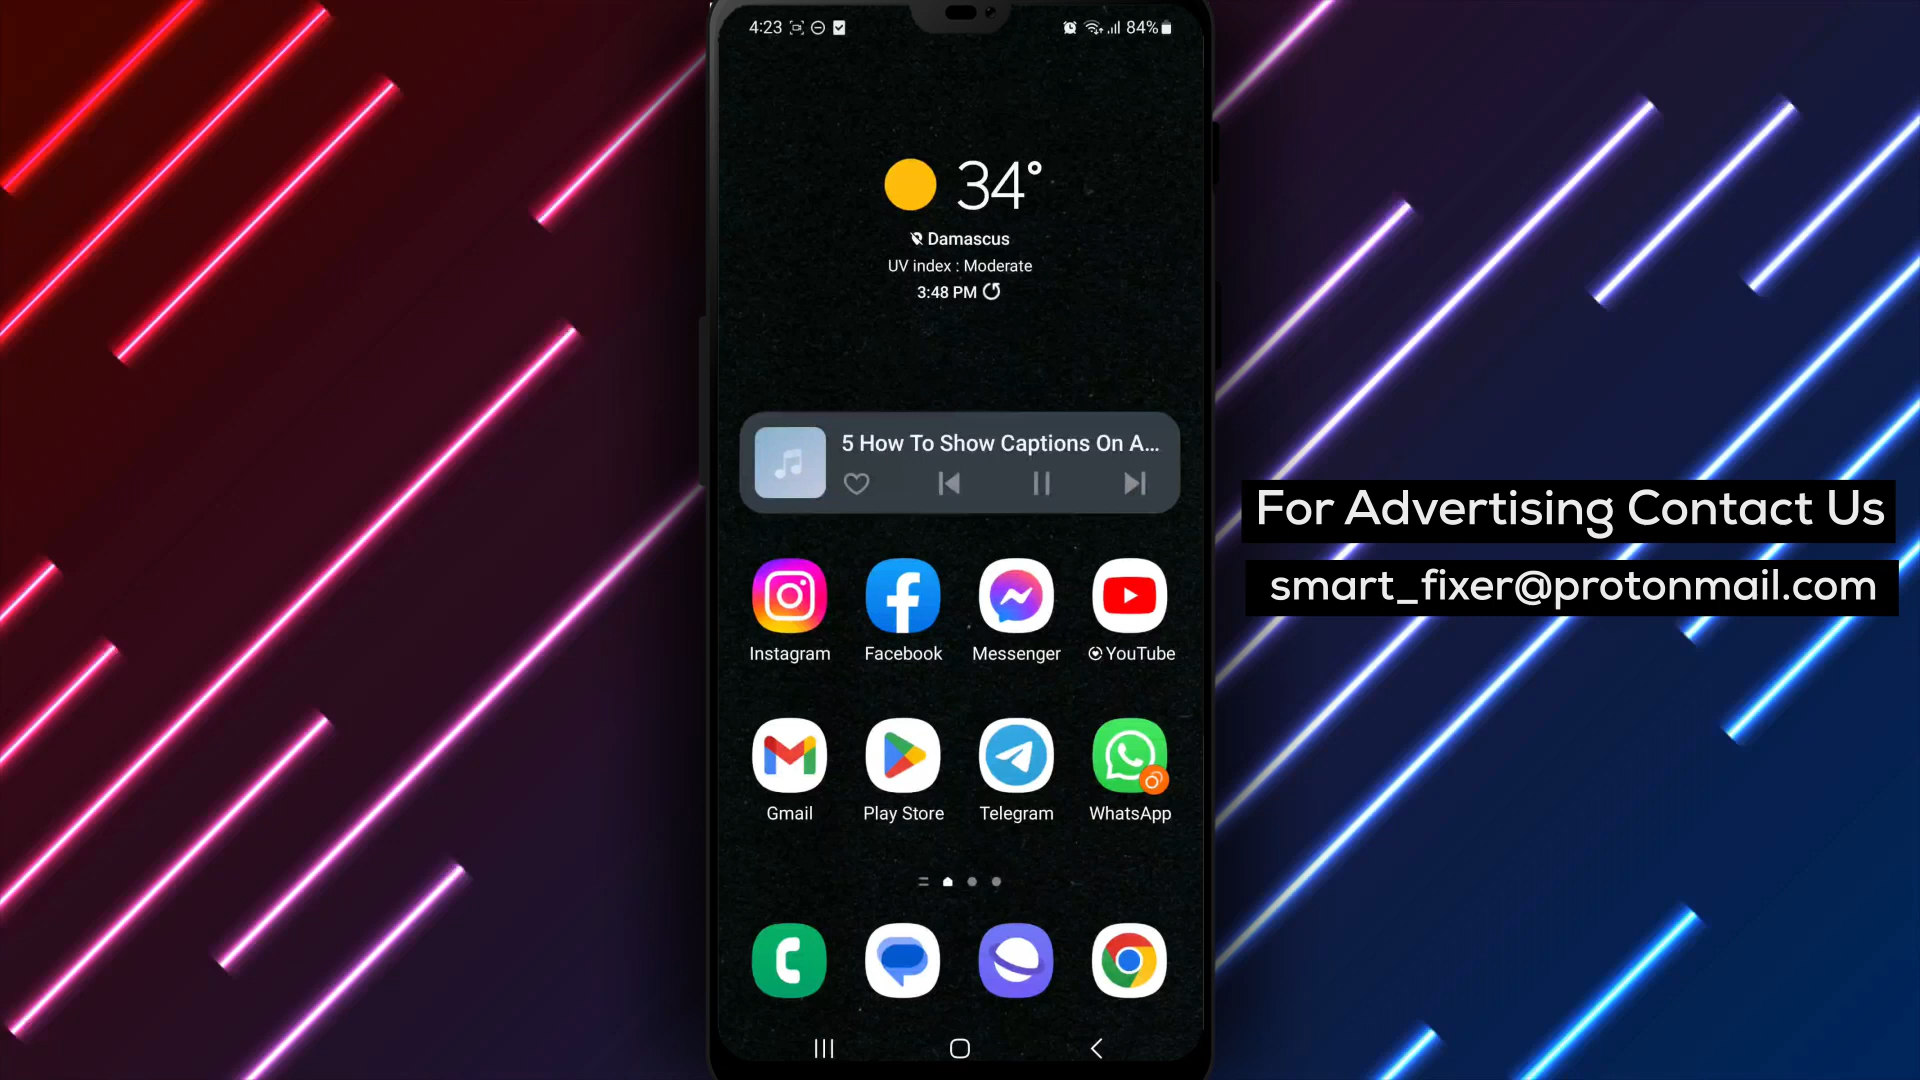 4:23
84%
34°
Damascus
UV index : Moderate
3:48 PM
5 How To Show Captions On A...
Instagram
Facebook
Messenger
YouTube
Gmail
Play Store
Telegram
WhatsApp
For Advertising Contact Us
smart_fixer@protonmail.com